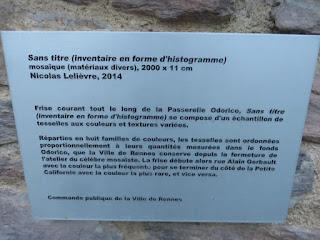 Sans titre (inventaire en forme d'histogramme)
mosaïque (matériaux divers), 2000 x 11 cm
Nicolas Lelièvre, 2014
Frise courant tout le long de la Passerelle Odorico, Sans titre
(inventaire en forme d'histogramme) se compose d'un échantillon de
tesselles aux couleurs et textures variées.
Réparties en huit familles de couleurs, les tesselles sont ordonnées
proportionnellement à leurs quantités mesurées dans le fonds
Odorico, que la Ville de Rennes conserve depuis la fermeture de
l'atelier du célèbre mosaïste. La frise débute alors rue Alain Gerbault
avec la couleur la plus fréquente pour se terminer du côté de la Petite
Californie avec la couleur la plus rare, et vice versa.
Commande publique de la Ville de Rennes